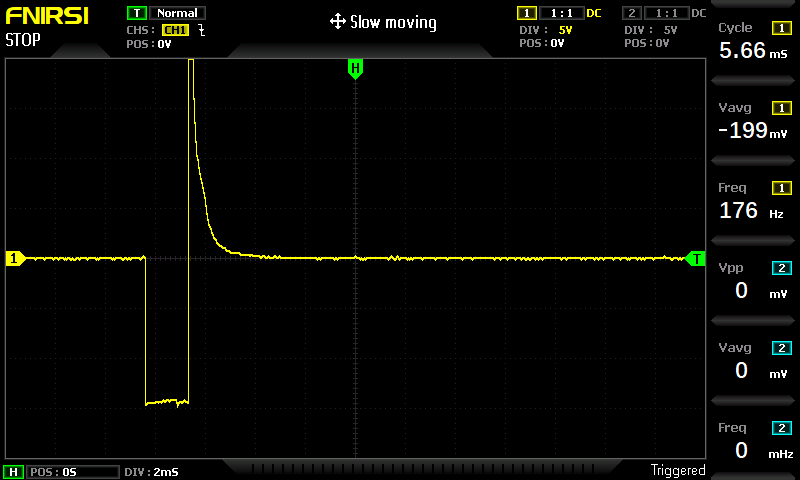 FNIRSI
STOP
T Normal
CHS: CH1
POS: 0V
Slow moving
1 1:1 DC
DIV: 5V
POS: 0V
2 1:1 DC
DIV: 5V
POS: 0V
Cycle 1
5.66 mS
Vavg 1
-199 mV
Freq 1
176 Hz
Vpp 2
0 mV
Vavg 2
0 mV
Freq 2
0 mHz
H
1
T
H POS: 0S DIV: 2mS
Triggered